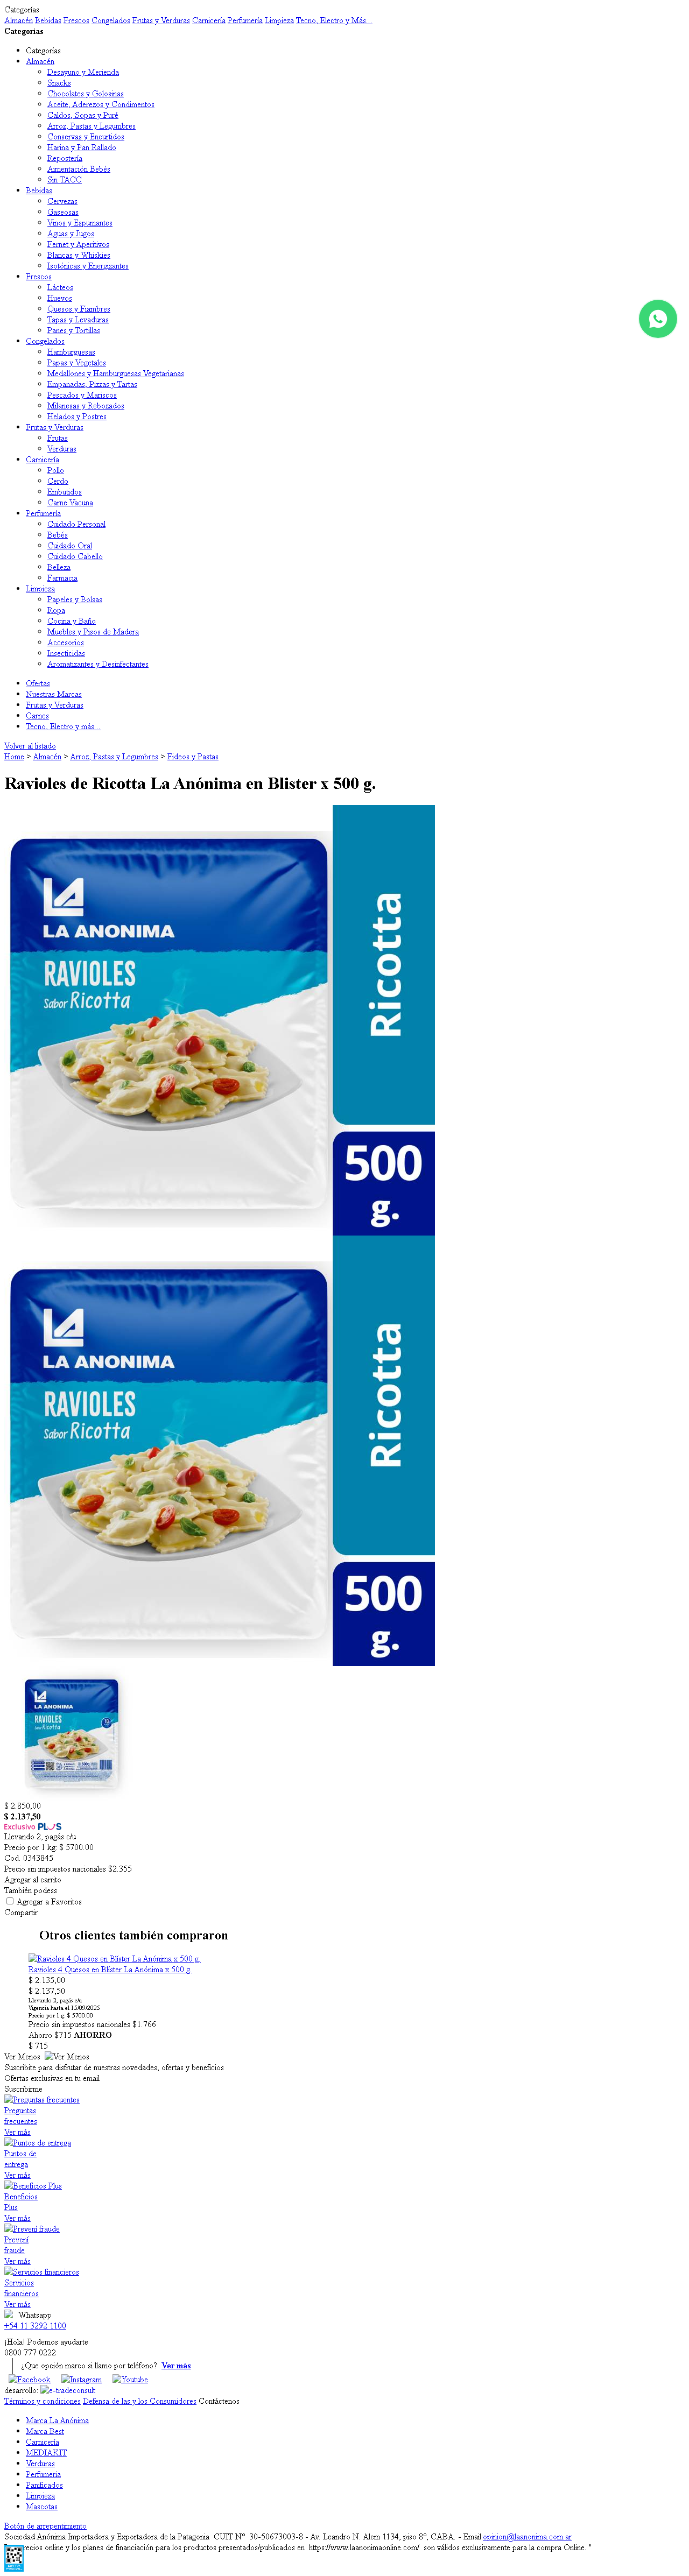 Categorías
Almacén Bebidas Frescos Congelados Frutas y Verduras Carnicería Perfumería Limpieza Tecno, Electro y Más...
Categorias
Categorías
Almacén
Desayuno y Merienda
Snacks
Chocolates y Golosinas
Aceite, Aderezos y Condimentos
Caldos, Sopas y Puré
Arroz, Pastas y Legumbres
Conservas y Encurtidos
Harina y Pan Rallado
Repostería
Aimentación Bebés
Sin TACC
Bebidas
Cervezas
Gaseosas
Vinos y Espumantes
Aguas y Jugos
Fernet y Aperitivos
Blancas y Whiskies
Isotónicas y Energizantes
Frescos
Lácteos
Huevos
Quesos y Fiambres
Tapas y Levaduras
Panes y Tortillas
Congelados
Hamburguesas
Papas y Vegetales
Medallones y Hamburguesas Vegetarianas
Empanadas, Pizzas y Tartas
Pescados y Mariscos
Milanesas y Rebozados
Helados y Postres
Frutas y Verduras
Frutas
Verduras
Carnicería
Pollo
Cerdo
Embutidos
Carne Vacuna
Perfumería
Cuidado Personal
Bebés
Cuidado Oral
Cuidado Cabello
Belleza
Farmacia
Limpieza
Papeles y Bolsas
Ropa
Cocina y Baño
Muebles y Pisos de Madera
Accesorios
Insecticidas
Aromatizantes y Desinfectantes
Ofertas
Nuestras Marcas
Frutas y Verduras
Carnes
Tecno, Electro y más...
Volver al listado
Home > Almacén > Arroz, Pastas y Legumbres > Fideos y Pastas
Ravioles de Ricotta La Anónima en Blister x 500 g.
LA ANONIMA
RAVIOLES
Sabor Ricotta
Ricotta
500
g.
LA ANONIMA
RAVIOLES
Sabor Ricotta
Ricotta
500
g.
LA ANONIMA
RAVIOLES
Sabor Ricotta
$ 2.850,00
$ 2.137,50
Exclusivo PLUS
Llevando 2, pagás c/u
Precio por 1 kg: $ 5700.00
Cod. 0343845
Precio sin impuestos nacionales $2.355
Agregar al carrito
También podess
Agregar a Favoritos
Compartir
Otros clientes también compraron
Ravioles 4 Quesos en Blíster La Anónima x 500 g.
Ravioles 4 Quesos en Blíster La Anónima x 500 g.
$ 2.135,00
$ 2.137,50
Llevando 2, pagás c/u
Vigencia hasta el 15/09/2025
Precio por 1 g: $ 5700.00
Precio sin impuestos nacionales $1.766
Ahorro $715 AHORRO
$ 715
Ver Menos Ver Menos
Suscribite para disfrutar de nuestras novedades, ofertas y beneficios
Ofertas exclusivas en tu email
Suscribirme
Preguntas frecuentes
Preguntas
frecuentes
Ver más
Puntos de entrega
Puntos de
entrega
Ver más
Beneficios Plus
Beneficios
Plus
Ver más
Prevení fraude
Prevení
fraude
Ver más
Servicios financieros
Servicios
financieros
Ver más
Whatsapp
+54 11 3292 1100
¡Hola! Podemos ayudarte
0800 777 0222
¿Que opción marco si llamo por teléfono? Ver más
Facebook Instagram Youtube
desarrollo: e-tradeconsult
Términos y condiciones Defensa de las y los Consumidores Contáctenos
Marca La Anónima
Marca Best
Carnicería
MEDIAKIT
Verduras
Perfumeria
Panificados
Limpieza
Mascotas
Botón de arrepentimiento
Sociedad Anónima Importadora y Exportadora de la Patagonia CUIT Nº 30-50673003-8 - Av. Leandro N. Alem 1134, piso 8º, CABA. - Email opinion@laanonima.com.ar
recios online y los planes de financiación para los productos presentados/publicados en https://www.laanonimaonline.com/ son válidos exclusivamente para la compra Online. "